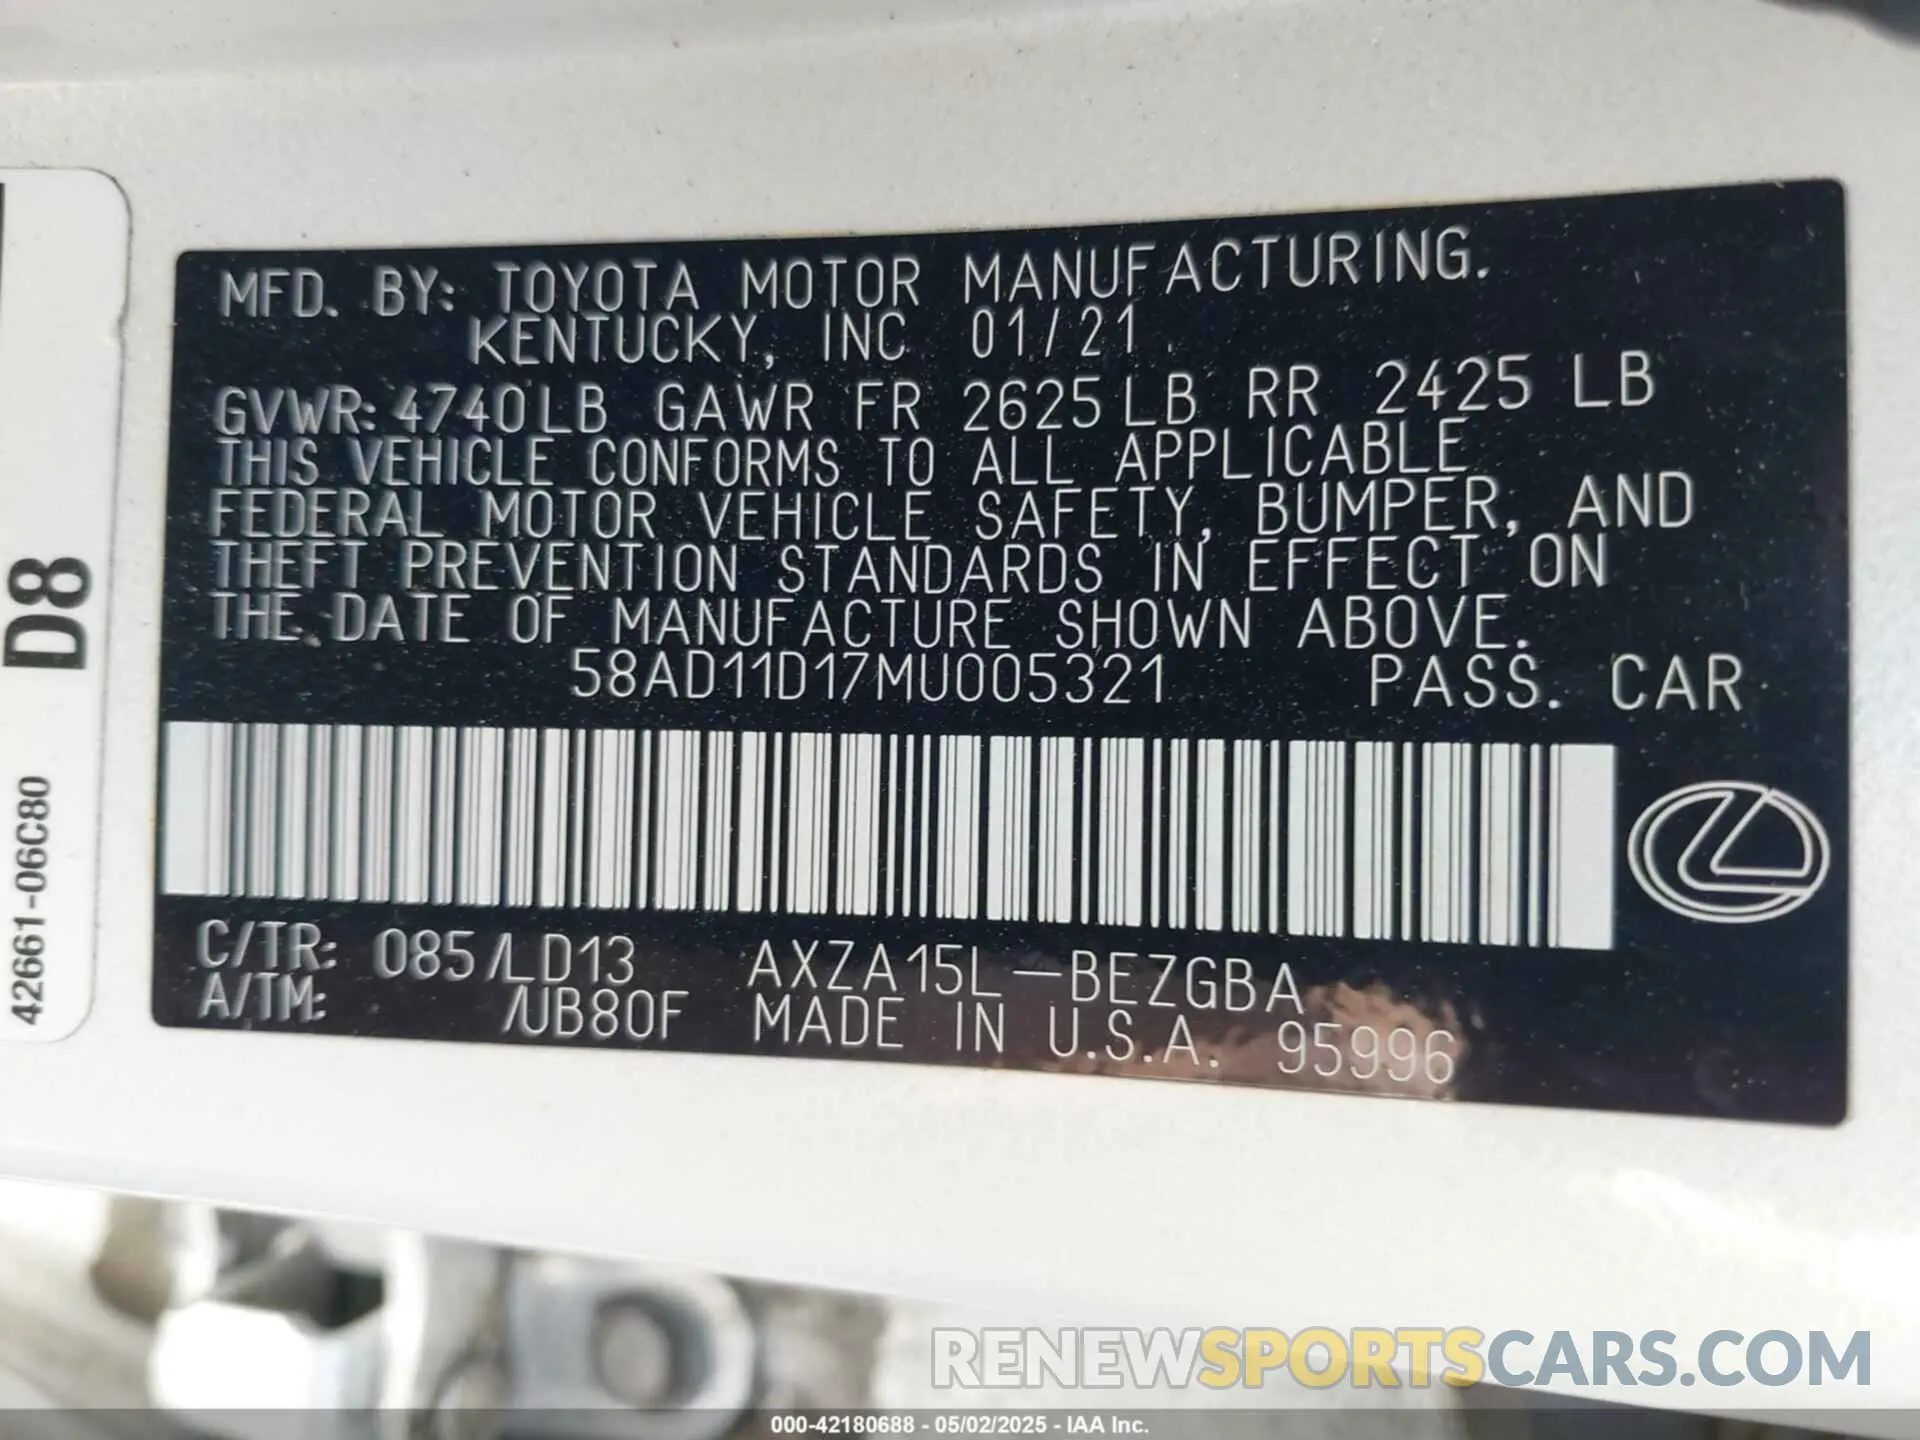 MFD. BY: TOYOTA MOTOR MANUFACTURING.
KENTUCKY, INC 01/21
GVWR: 4740LB GAWR FR 2625LB RR 2425 LB
THIS VEHICLE CONFORMS TO ALL APPLICABLE
FEDERAL MOTOR VEHICLE SAFETY, BUMPER, AND
THEFT PREVENTION STANDARDS IN EFFECT ON
THE DATE OF MANUFACTURE SHOWN ABOVE.
58AD11D17MU005321 PASS. CAR
C/TR: 085/LD13 AXZA15L-BEZGBA
A/TM: /UB80F MADE IN U.S.A. 95996
D8
42661-06C80
RENEWSPORTSCARS.COM
000-42180688 - 05/02/2025 - IAA Inc.